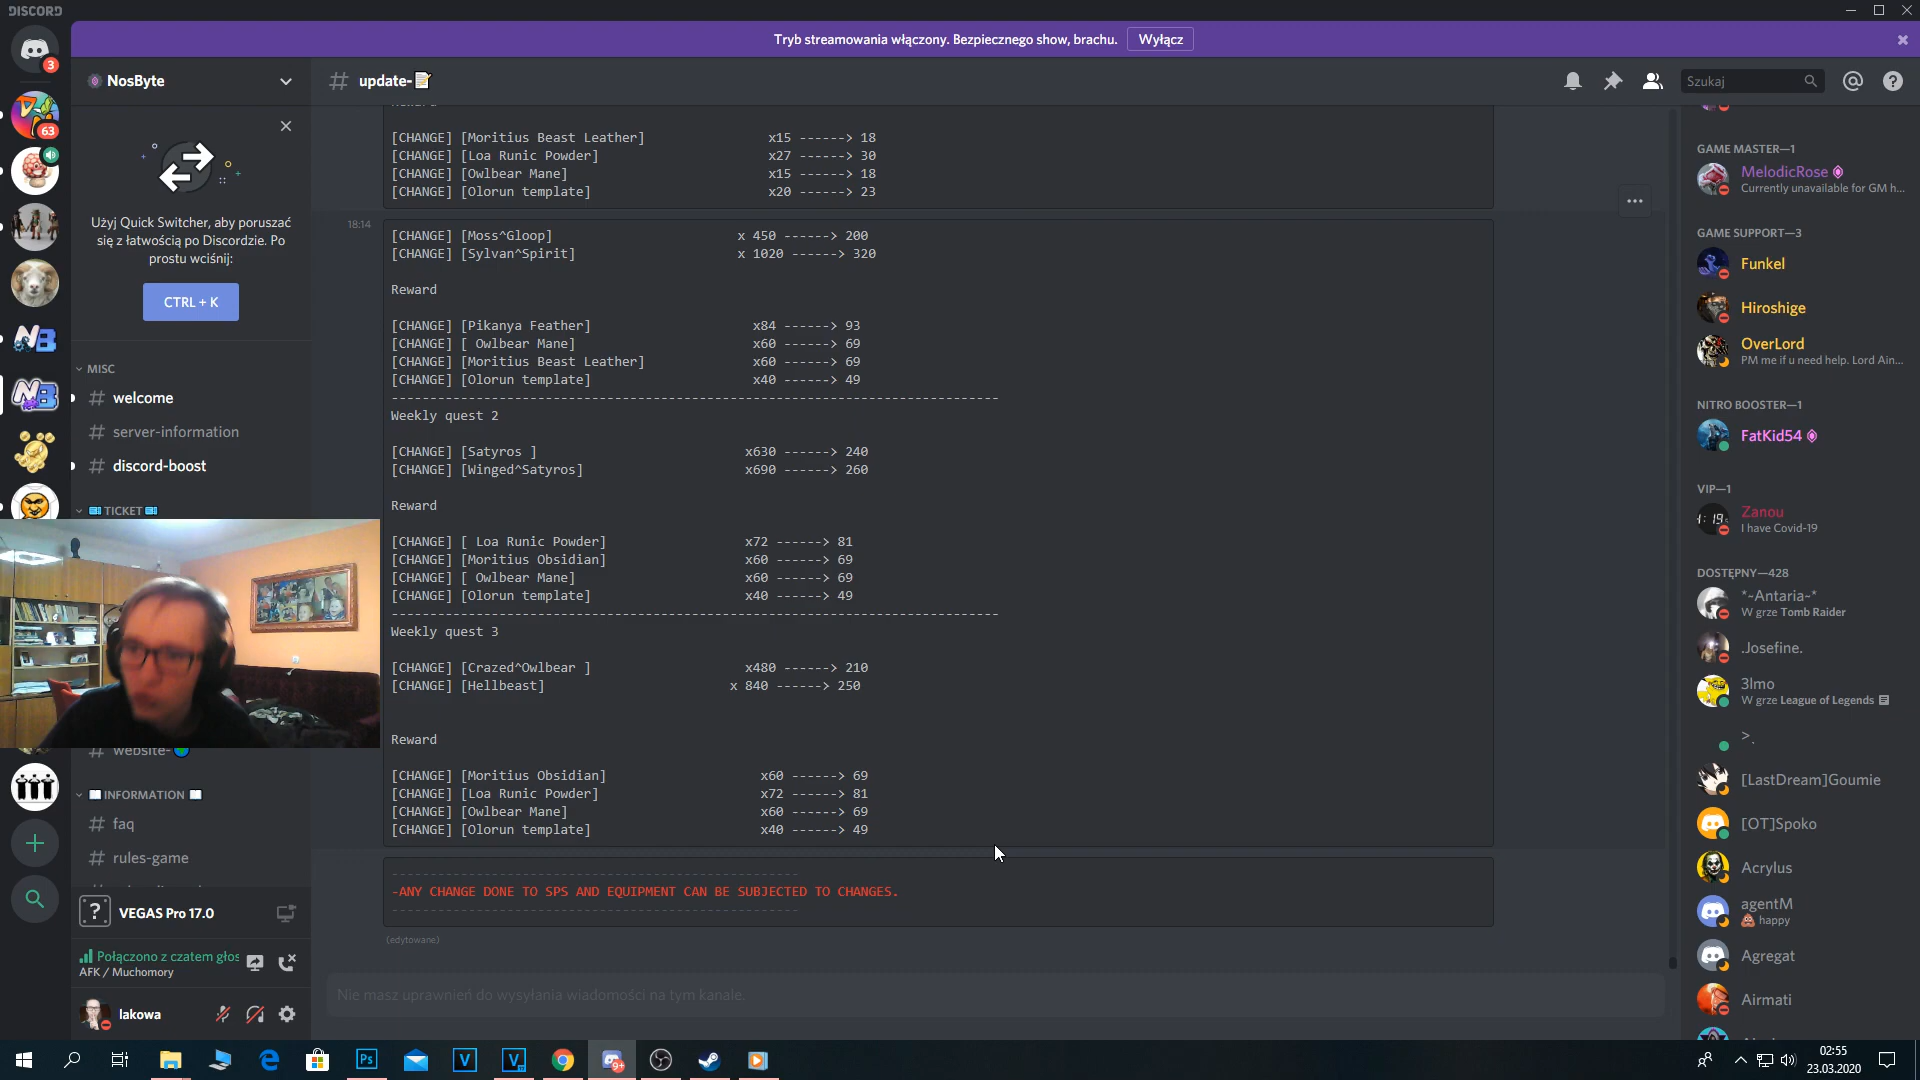 DISCORD
Tryb streamowania włączony. Bezpiecznego show, brachu.
Wyłącz
3
63
NosByte
update-
Szukaj
Użyj Quick Switcher, aby poruszać
się z łatwością po Discordzie. Po
prostu wciśnij:
CTRL + K
MISC
welcome
server-information
discord-boost
TICKET
website-
INFORMATION
faq
rules-game
VEGAS Pro 17.0
Połączono z czatem głos
AFK / Muchomory
lakowa
[CHANGE] [Moritius Beast Leather] x15 ------> 18
[CHANGE] [Loa Runic Powder] x27 ------> 30
[CHANGE] [Owlbear Mane] x15 ------> 18
[CHANGE] [Olorun template] x20 ------> 23
18:14
[CHANGE] [Moss^Gloop] x 450 ------> 200
[CHANGE] [Sylvan^Spirit] x 1020 ------> 320
Reward
[CHANGE] [Pikanya Feather] x84 ------> 93
[CHANGE] [ Owlbear Mane] x60 ------> 69
[CHANGE] [Moritius Beast Leather] x60 ------> 69
[CHANGE] [Olorun template] x40 ------> 49
-------------------------------------------------------------------------------
Weekly quest 2
[CHANGE] [Satyros ] x630 ------> 240
[CHANGE] [Winged^Satyros] x690 ------> 260
Reward
[CHANGE] [ Loa Runic Powder] x72 ------> 81
[CHANGE] [Moritius Obsidian] x60 ------> 69
[CHANGE] [ Owlbear Mane] x60 ------> 69
[CHANGE] [Olorun template] x40 ------> 49
-------------------------------------------------------------------------------
Weekly quest 3
[CHANGE] [Crazed^Owlbear ] x480 ------> 210
[CHANGE] [Hellbeast] x 840 ------> 250
Reward
[CHANGE] [Moritius Obsidian] x60 ------> 69
[CHANGE] [Loa Runic Powder] x72 ------> 81
[CHANGE] [Owlbear Mane] x60 ------> 69
[CHANGE] [Olorun template] x40 ------> 49
-----------------------------------------------------
-ANY CHANGE DONE TO SPS AND EQUIPMENT CAN BE SUBJECTED TO CHANGES.
-----------------------------------------------------
(edytowane)
Nie masz uprawnień do wysyłania wiadomości na tym kanale.
GAME MASTER—1
MelodicRose
Currently unavailable for GM h...
GAME SUPPORT—3
Funkel
Hiroshige
OverLord
PM me if u need help. Lord Ain...
NITRO BOOSTER—1
FatKid54
VIP—1
Zanou
I have Covid-19
DOSTĘPNY—428
*~Antaria~*
W grze Tomb Raider
.Josefine.
3lmo
W grze League of Legends
>.
[LastDream]Goumie
[OT]Spoko
Acrylus
agentM
happy
Agregat
Airmati
Ps
V
V
9+
02:55
23.03.2020